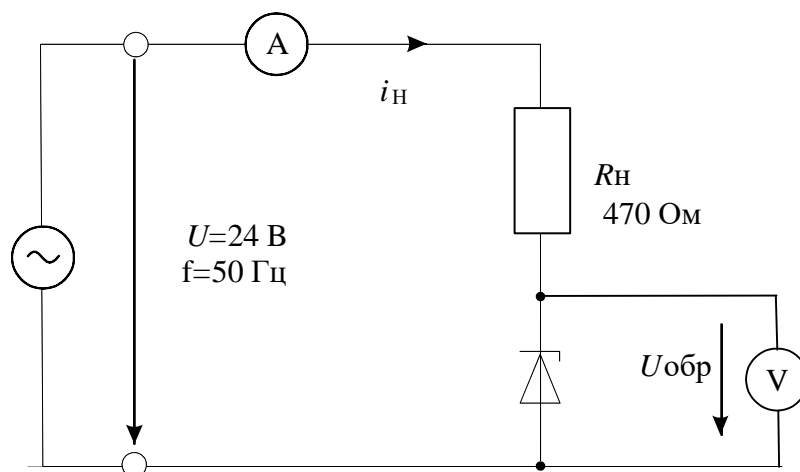 A
iн
Rн
470 Ом
U=24 В
f=50 Гц
Uобр
V